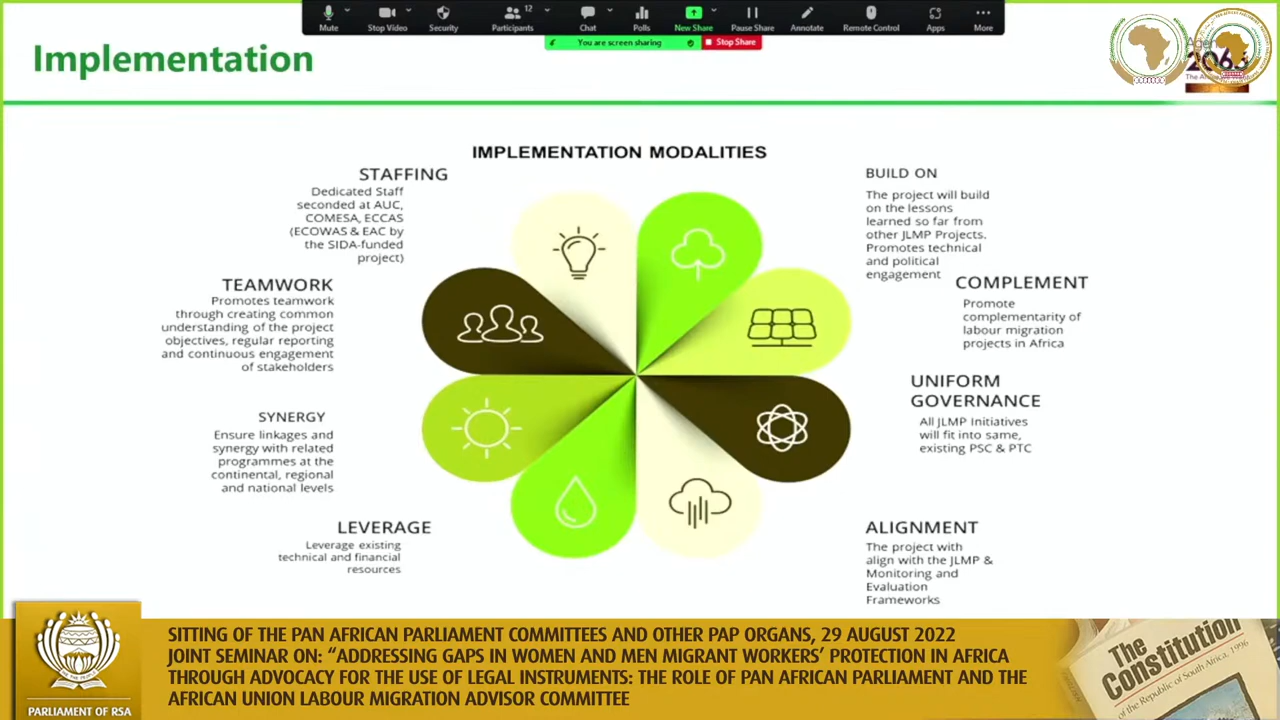 Mute
Stop Video
Security
Participants
12
Chat
Polls
New Share
Pause Share
Annotate
Remote Control
Apps
More
You are screen sharing
Stop Share
Implementation
2063
IMPLEMENTATION MODALITIES
STAFFING
Dedicated Staff
seconded at AUC,
COMESA, ECCAS
(ECOWAS & EAC by
the SIDA-funded
project)
TEAMWORK
Promotes teamwork
through creating common
understanding of the project
objectives, regular reporting
and continuous engagement
of stakeholders
SYNERGY
Ensure linkages and
synergy with related
programmes at the
continental, regional
and national levels
LEVERAGE
Leverage existing
technical and financial
resources
BUILD ON
The project will build
on the lessons
learned so far from
other JLMP Projects.
Promotes technical
and political
engagement
COMPLEMENT
Promote
complementarity of
labour migration
projects in Africa
UNIFORM
GOVERNANCE
All JLMP Initiatives
will fit into same,
existing PSC & PTC
ALIGNMENT
The project with
align with the JLMP &
Monitoring and
Evaluation
Frameworks
SITTING OF THE PAN AFRICAN PARLIAMENT COMMITTEES AND OTHER PAP ORGANS, 29 AUGUST 2022
JOINT SEMINAR ON: “ADDRESSING GAPS IN WOMEN AND MEN MIGRANT WORKERS’ PROTECTION IN AFRICA
THROUGH ADVOCACY FOR THE USE OF LEGAL INSTRUMENTS: THE ROLE OF PAN AFRICAN PARLIAMENT AND THE
AFRICAN UNION LABOUR MIGRATION ADVISOR COMMITTEE
PARLIAMENT OF RSA
The
Constitution
of the Republic of South Africa, 1996